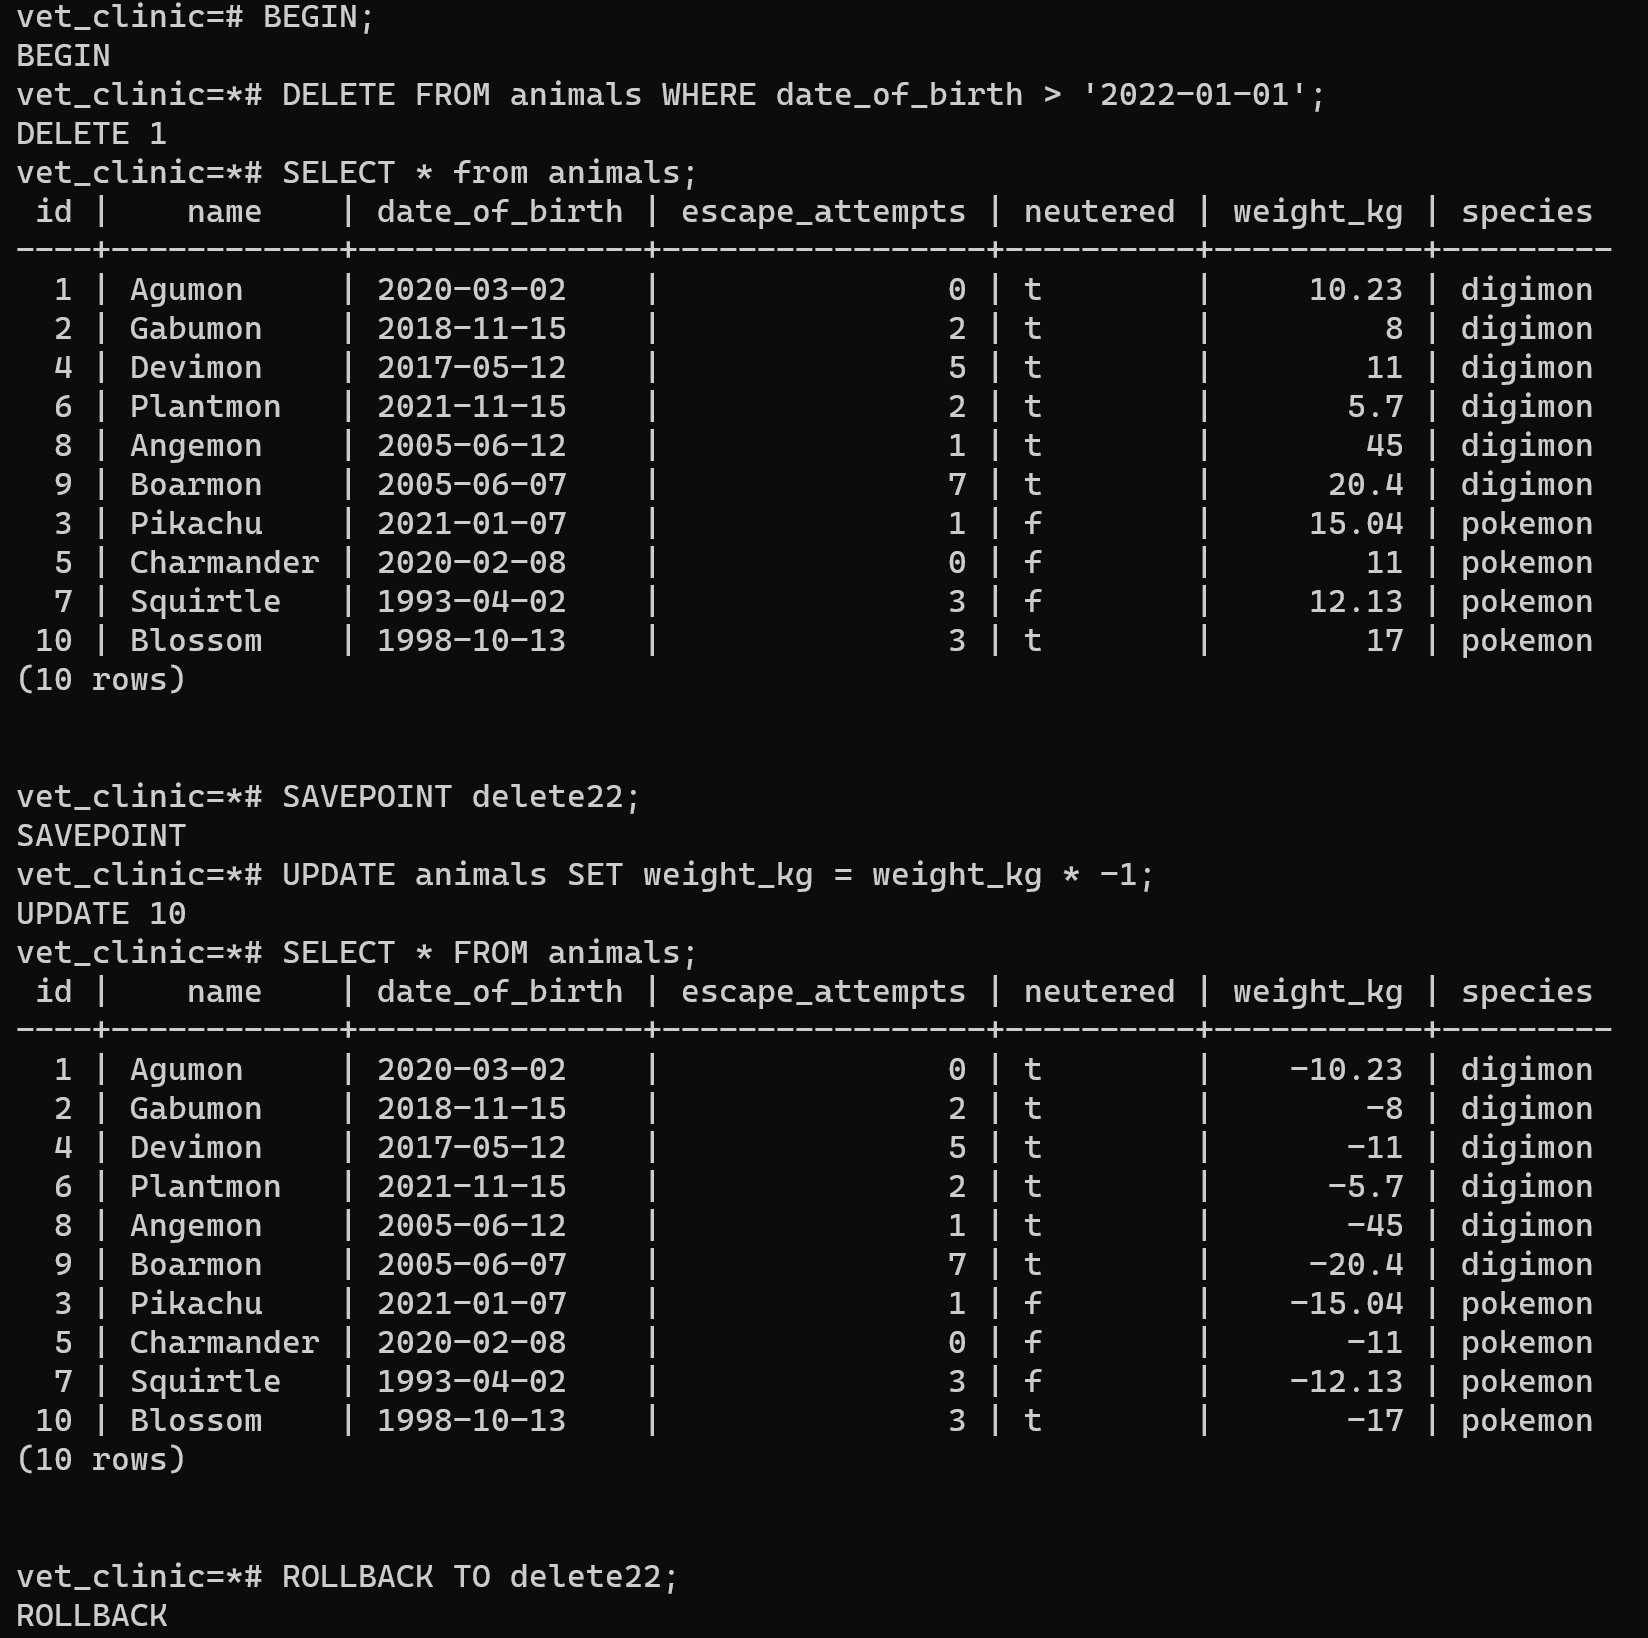 vet_clinic=# BEGIN;
BEGIN
vet_clinic=*# DELETE FROM animals WHERE date_of_birth > '2022-01-01';
DELETE 1
vet_clinic=*# SELECT * from animals;
 id |    name    | date_of_birth | escape_attempts | neutered | weight_kg | species
----+------------+---------------+-----------------+----------+-----------+---------
  1 | Agumon     | 2020-03-02    |               0 | t        |     10.23 | digimon
  2 | Gabumon    | 2018-11-15    |               2 | t        |         8 | digimon
  4 | Devimon    | 2017-05-12    |               5 | t        |        11 | digimon
  6 | Plantmon   | 2021-11-15    |               2 | t        |       5.7 | digimon
  8 | Angemon    | 2005-06-12    |               1 | t        |        45 | digimon
  9 | Boarmon    | 2005-06-07    |               7 | t        |      20.4 | digimon
  3 | Pikachu    | 2021-01-07    |               1 | f        |     15.04 | pokemon
  5 | Charmander | 2020-02-08    |               0 | f        |        11 | pokemon
  7 | Squirtle   | 1993-04-02    |               3 | f        |     12.13 | pokemon
 10 | Blossom    | 1998-10-13    |               3 | t        |        17 | pokemon
(10 rows)
vet_clinic=*# SAVEPOINT delete22;
SAVEPOINT
vet_clinic=*# UPDATE animals SET weight_kg = weight_kg * -1;
UPDATE 10
vet_clinic=*# SELECT * FROM animals;
 id |    name    | date_of_birth | escape_attempts | neutered | weight_kg | species
----+------------+---------------+-----------------+----------+-----------+---------
  1 | Agumon     | 2020-03-02    |               0 | t        |    -10.23 | digimon
  2 | Gabumon    | 2018-11-15    |               2 | t        |        -8 | digimon
  4 | Devimon    | 2017-05-12    |               5 | t        |       -11 | digimon
  6 | Plantmon   | 2021-11-15    |               2 | t        |      -5.7 | digimon
  8 | Angemon    | 2005-06-12    |               1 | t        |       -45 | digimon
  9 | Boarmon    | 2005-06-07    |               7 | t        |     -20.4 | digimon
  3 | Pikachu    | 2021-01-07    |               1 | f        |    -15.04 | pokemon
  5 | Charmander | 2020-02-08    |               0 | f        |       -11 | pokemon
  7 | Squirtle   | 1993-04-02    |               3 | f        |    -12.13 | pokemon
 10 | Blossom    | 1998-10-13    |               3 | t        |       -17 | pokemon
(10 rows)
vet_clinic=*# ROLLBACK TO delete22;
ROLLBACK